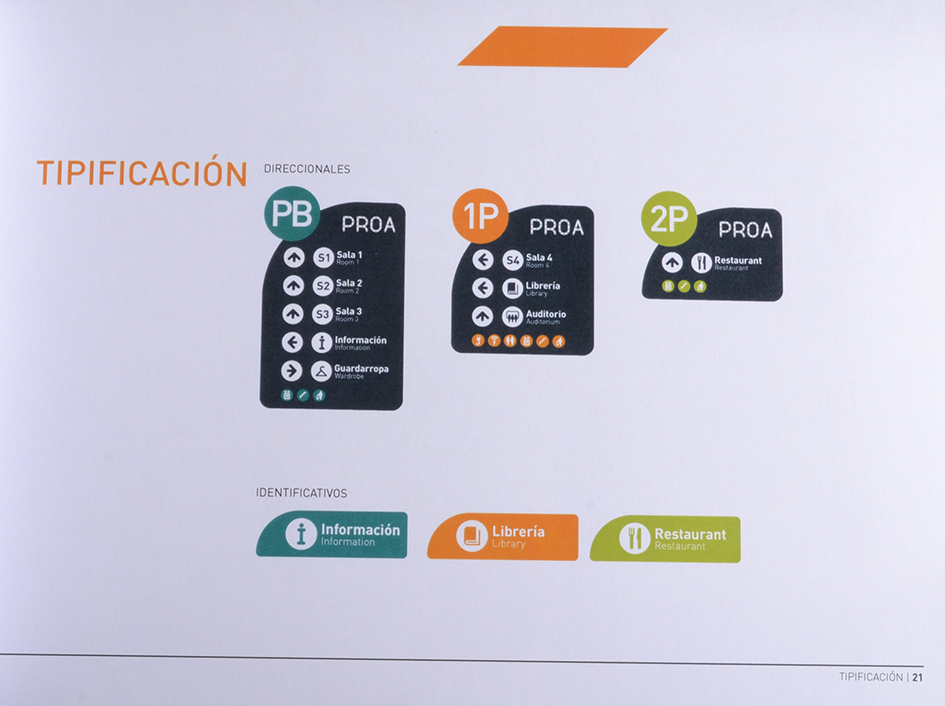 TIPIFICACIÓN
DIRECCIONALES
PB
PROA
S1 Sala 1
Room 1
S2 Sala 2
Room 2
S3 Sala 3
Room 3
Información
Information
Guardarropa
Wardrobe
1P
PROA
S4 Sala 4
Room 4
Librería
Library
Auditorio
Auditorium
2P
PROA
Restaurant
Restaurant
IDENTIFICATIVOS
Información
Information
Librería
Library
Restaurant
Restaurant
TIPIFICACIÓN | 21